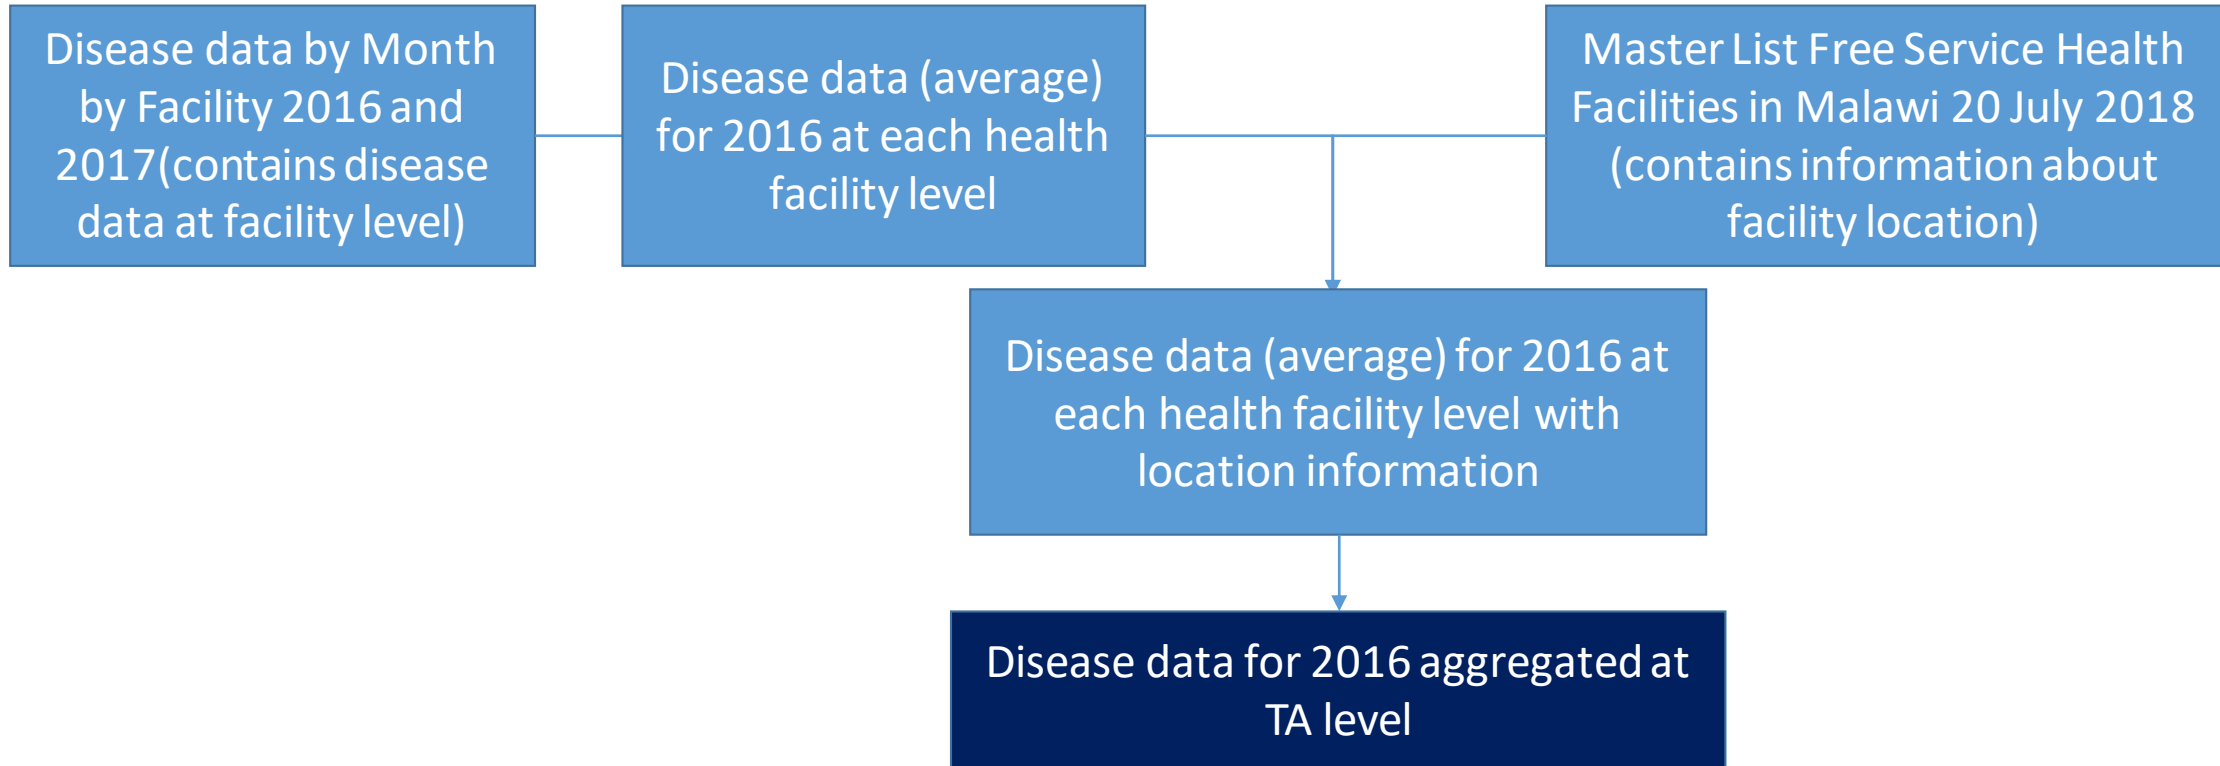 Disease data by Month
by Facility 2016 and
2017(contains disease
data at facility level)
Disease data (average)
for 2016 at each health
facility level
Master List Free Service Health
Facilities in Malawi 20 July 2018
(contains information about
facility location)
Disease data (average) for 2016 at
each health facility level with
location information
Disease data for 2016 aggregated at
TA level